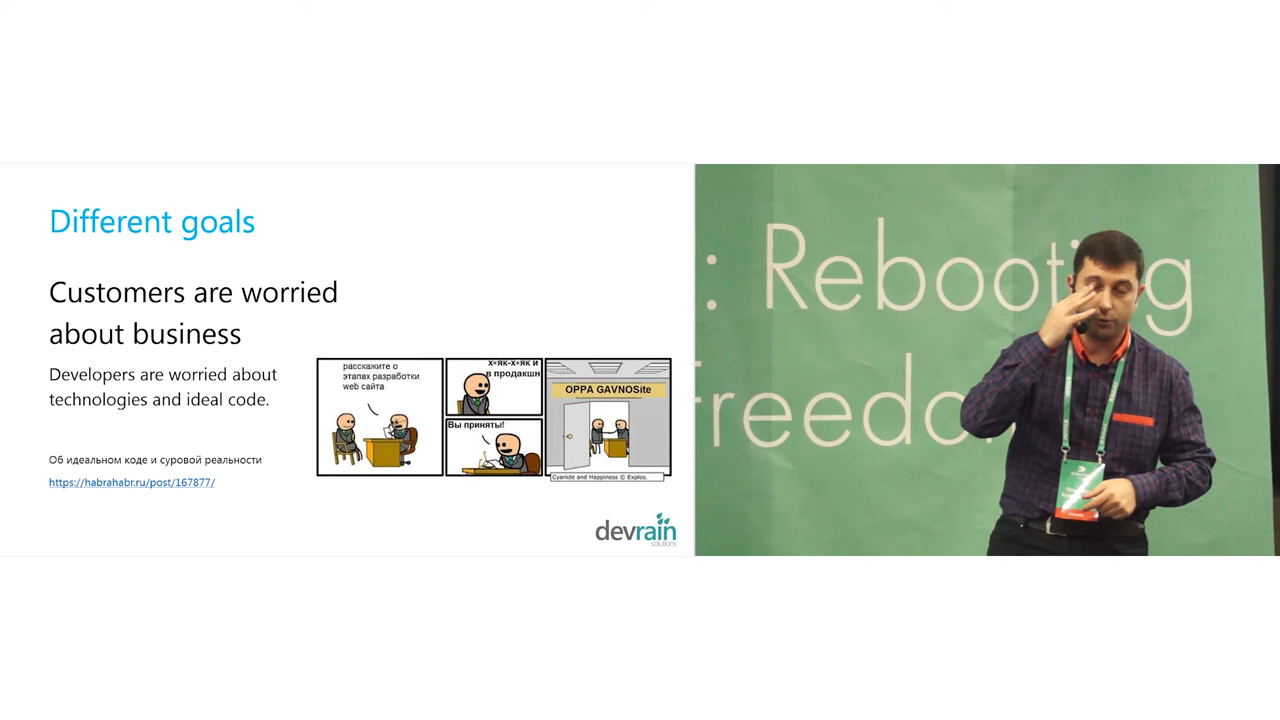 Different goals
Customers are worried
about business
Developers are worried about
technologies and ideal code.
Об идеальном коде и суровой реальности
https://habrahabr.ru/post/167877/
расскажите о
этапах разработки
web сайта
х*як-х*як и
в продакшн
Вы приняты!
OPPA GAVNOSite
Cyanide and Happiness © Explos.
devrain
solutions
: Rebooting
freedo